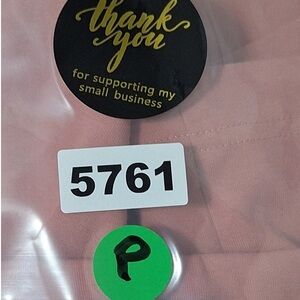 thank
you
for supporting my
small business
5761
P